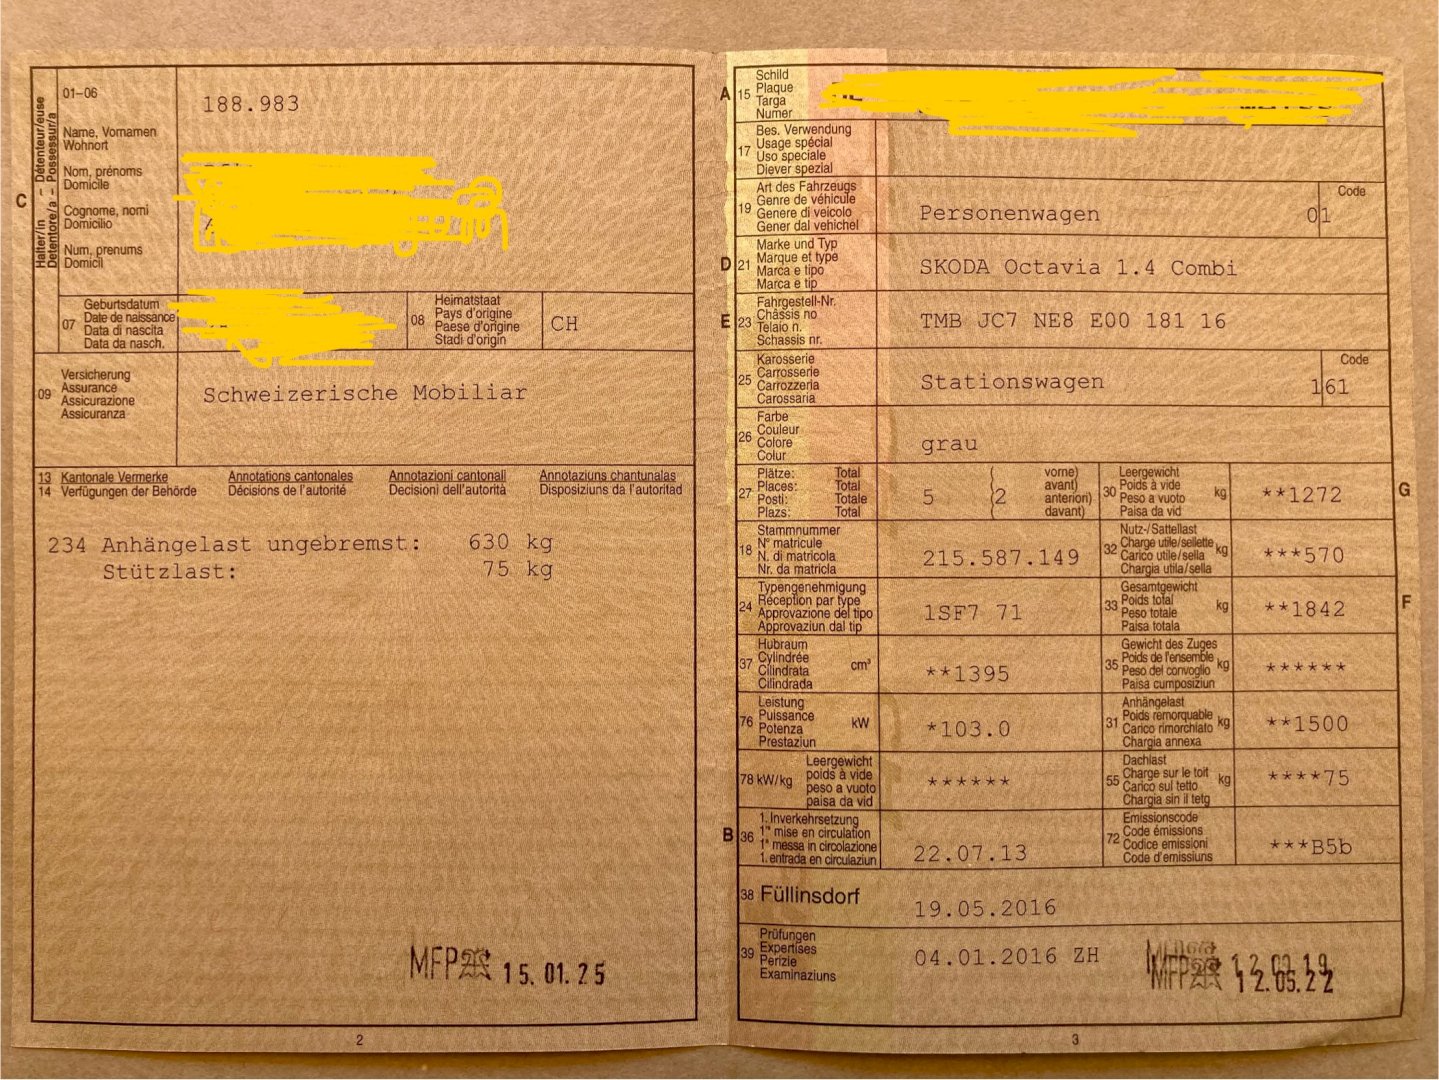 C
Halter/in – Détenteur/euse
Detentore/a – Possessur/a
01–06
188.983
Name, Vornamen
Wohnort
Nom, prénoms
Domicile
Cognome, nomi
Domicilio
Num, prenums
Domicil
07
Geburtsdatum
Date de naissance
Data di nascita
Data da nasch.
08
Heimatstaat
Pays d'origine
Paese d'origine
Stadi d'origin
CH
09
Versicherung
Assurance
Assicurazione
Assicuranza
Schweizerische Mobiliar
13 Kantonale Vermerke Annotations cantonales Annotazioni cantonali Annotaziuns chantunalas
14 Verfügungen der Behörde Décisions de l'autorité Decisioni dell'autorità Disposiziuns da l'autoritad
234 Anhängelast ungebremst: 630 kg
Stützlast: 75 kg
MFP 15.01.25
2
A
15
Schild
Plaque
Targa
Numer
17
Bes. Verwendung
Usage spécial
Uso speciale
Diever spezial
19
Art des Fahrzeugs
Genre de véhicule
Genere di veicolo
Gener dal vehichel
Personenwagen
Code
01
D
21
Marke und Typ
Marque et type
Marca e tipo
Marca e tip
SKODA Octavia 1.4 Combi
E
23
Fahrgestell-Nr.
Châssis no
Telaio n.
Schassis nr.
TMB JC7 NE8 E00 181 16
25
Karosserie
Carrosserie
Carrozzeria
Carossaria
Stationswagen
Code
161
26
Farbe
Couleur
Colore
Colur
grau
27
Plätze: Total
Places: Total
Posti: Totale
Plazs: Total
5 (2
vorne)
avant)
anteriori)
davant)
30
Leergewicht
Poids à vide
Peso a vuoto
Paisa da vid
kg
**1272
G
18
Stammnummer
N° matricule
N. di matricola
Nr. da matricla
215.587.149
32
Nutz-/Sattellast
Charge utile/sellette
Carico utile/sella
Chargia utila/sella
kg
***570
24
Typengenehmigung
Réception par type
Approvazione del tipo
Approvaziun dal tip
1SF7 71
33
Gesamtgewicht
Poids total
Peso totale
Paisa totala
kg
**1842
F
37
Hubraum
Cylindrée
Cilindrata
Cilindrada
cm³
**1395
35
Gewicht des Zuges
Poids de l'ensemble
Peso del convoglio
Paisa cumposiziun
kg
******
76
Leistung
Puissance
Potenza
Prestaziun
kW
*103.0
31
Anhängelast
Poids remorquable
Carico rimorchiato
Chargia annexa
kg
**1500
78 kW/kg
Leergewicht
poids à vide
peso a vuoto
paisa da vid
******
55
Dachlast
Charge sur le toit
Carico sul tetto
Chargia sin il tetg
kg
****75
B
36
1. Inverkehrsetzung
1re mise en circulation
1a messa in circolazione
1. entrada en circulaziun
22.07.13
72
Emissionscode
Code émissions
Codice emissioni
Code d'emissiuns
***B5b
38 Füllinsdorf
19.05.2016
39
Prüfungen
Expertises
Perizie
Examinaziuns
04.01.2016 ZH
MFP 12.05.22
3